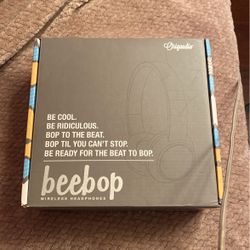 Origaudio
BE COOL.
BE RIDICULOUS.
BOP TO THE BEAT.
BOP TIL YOU CAN'T STOP.
BE READY FOR THE BEAT TO BOP.
beebop
WIRELESS HEADPHONES